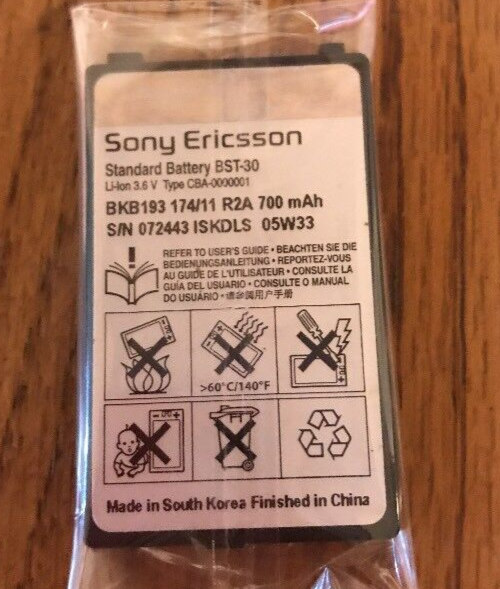 Sony Ericsson
Standard Battery BST-30
Li-Ion 3.6 V Type CBA-0000001
BKB193 174/11 R2A 700 mAh
S/N 072443 ISKDLS 05W33
REFER TO USER'S GUIDE • BEACHTEN SIE DIE
BEDIENUNGSANLEITUNG • REPORTEZ-VOUS
AU GUIDE DE L'UTILISATEUR • CONSULTE LA
GUÍA DEL USUARIO • CONSULTE O MANUAL
DO USUÁRIO • 请参阅用户手册
>60°C/140°F
Made in South Korea Finished in China